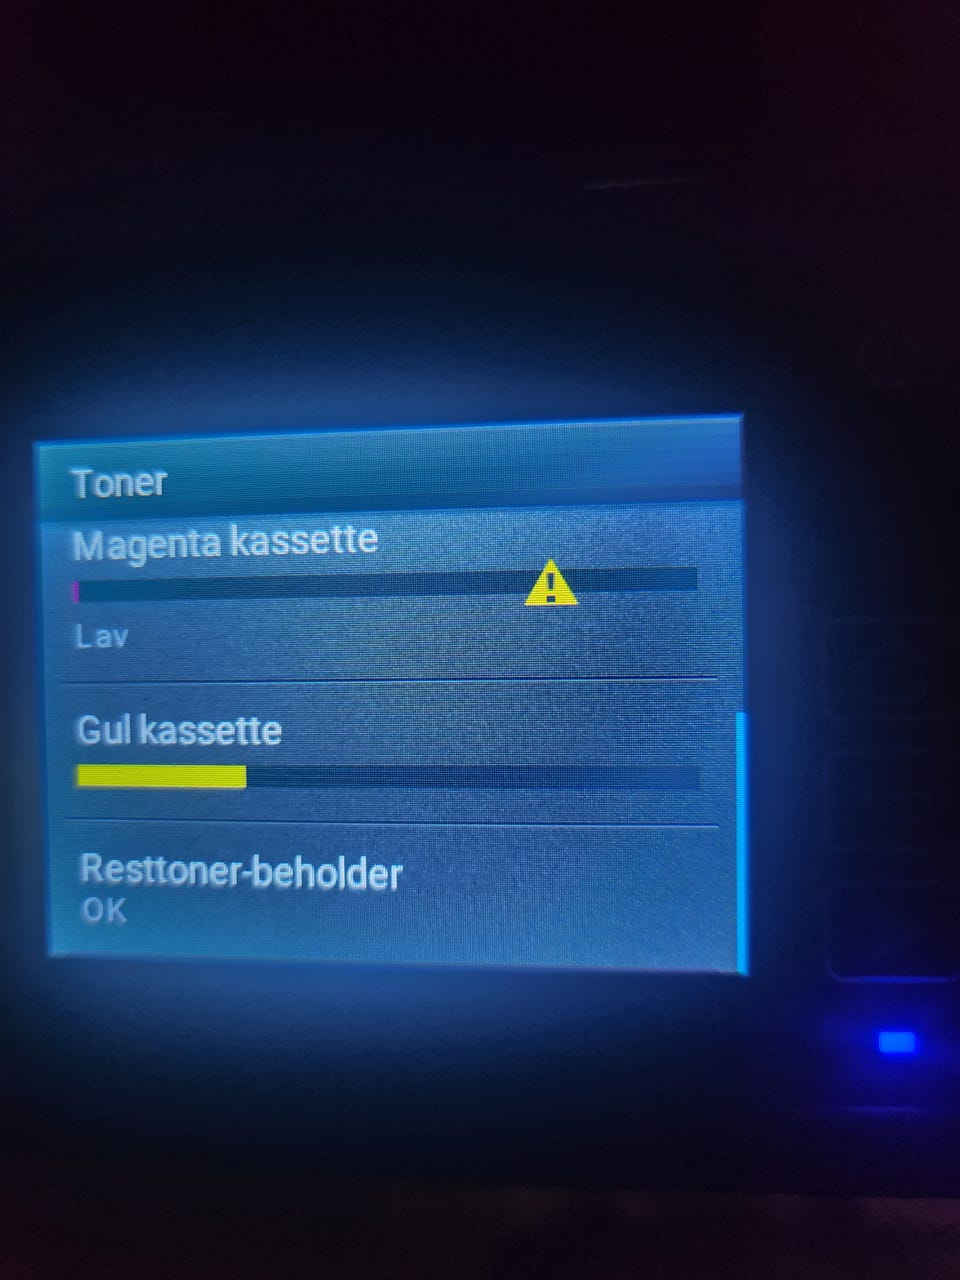 Toner
Magenta kassette
Lav
Gul kassette
Resttoner-beholder
OK